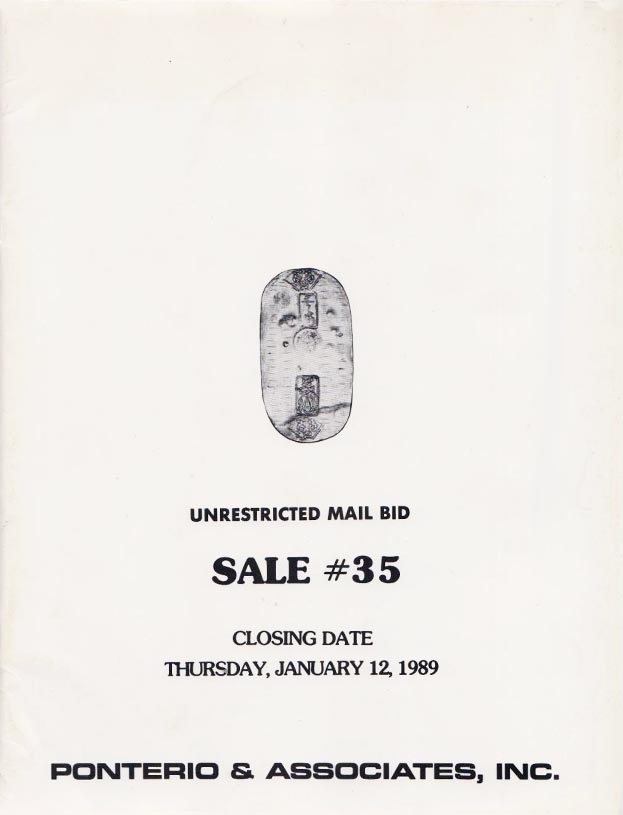 UNRESTRICTED MAIL BID
SALE #35
CLOSING DATE
THURSDAY, JANUARY 12, 1989
PONTERIO & ASSOCIATES, INC.